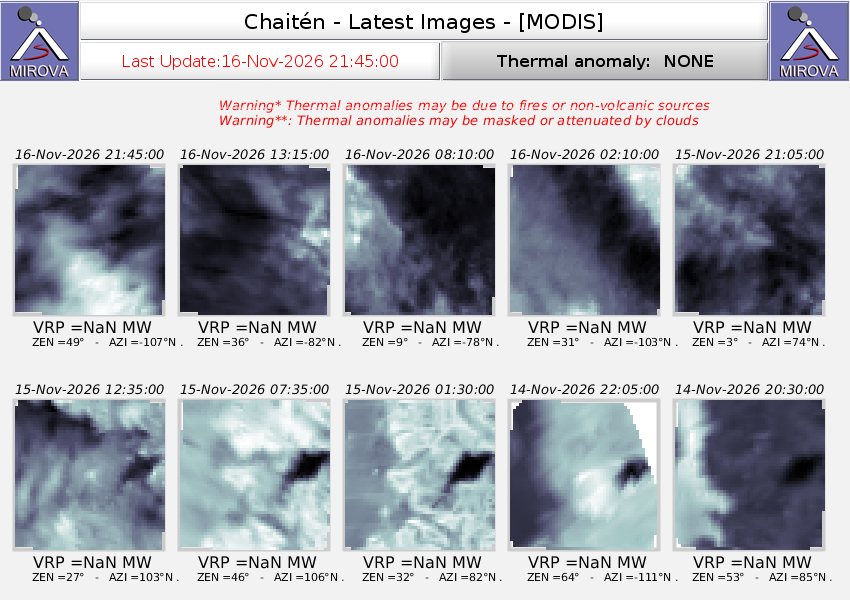 Chaitén - Latest Images - [MODIS]
MIROVA
Last Update:16-Nov-2026 21:45:00
Thermal anomaly: NONE
MIROVA
Warning* Thermal anomalies may be due to fires or non-volcanic sources
Warning**: Thermal anomalies may be masked or attenuated by clouds
16-Nov-2026 21:45:00 16-Nov-2026 13:15:00 16-Nov-2026 08:10:00 16-Nov-2026 02:10:00 15-Nov-2026 21:05:00
VRP =NaN MW VRP =NaN MW VRP =NaN MW VRP =NaN MW VRP =NaN MW
ZEN =49° - AZI =-107°N . ZEN =36° - AZI =-82°N . ZEN =9° - AZI =-78°N . ZEN =31° - AZI =-103°N . ZEN =3° - AZI =74°N .
15-Nov-2026 12:35:00 15-Nov-2026 07:35:00 15-Nov-2026 01:30:00 14-Nov-2026 22:05:00 14-Nov-2026 20:30:00
VRP =NaN MW VRP =NaN MW VRP =NaN MW VRP =NaN MW VRP =NaN MW
ZEN =27° - AZI =103°N . ZEN =46° - AZI =106°N . ZEN =32° - AZI =82°N . ZEN =64° - AZI =-111°N . ZEN =53° - AZI =85°N .